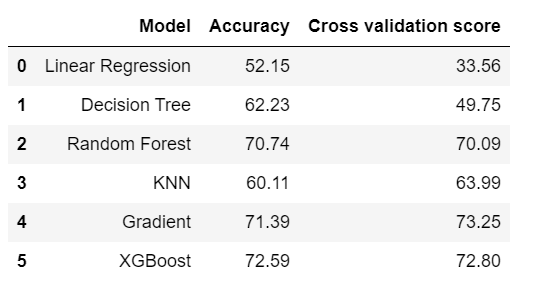 Model Accuracy Cross validation score
0 Linear Regression 52.15 33.56
1 Decision Tree 62.23 49.75
2 Random Forest 70.74 70.09
3 KNN 60.11 63.99
4 Gradient 71.39 73.25
5 XGBoost 72.59 72.80